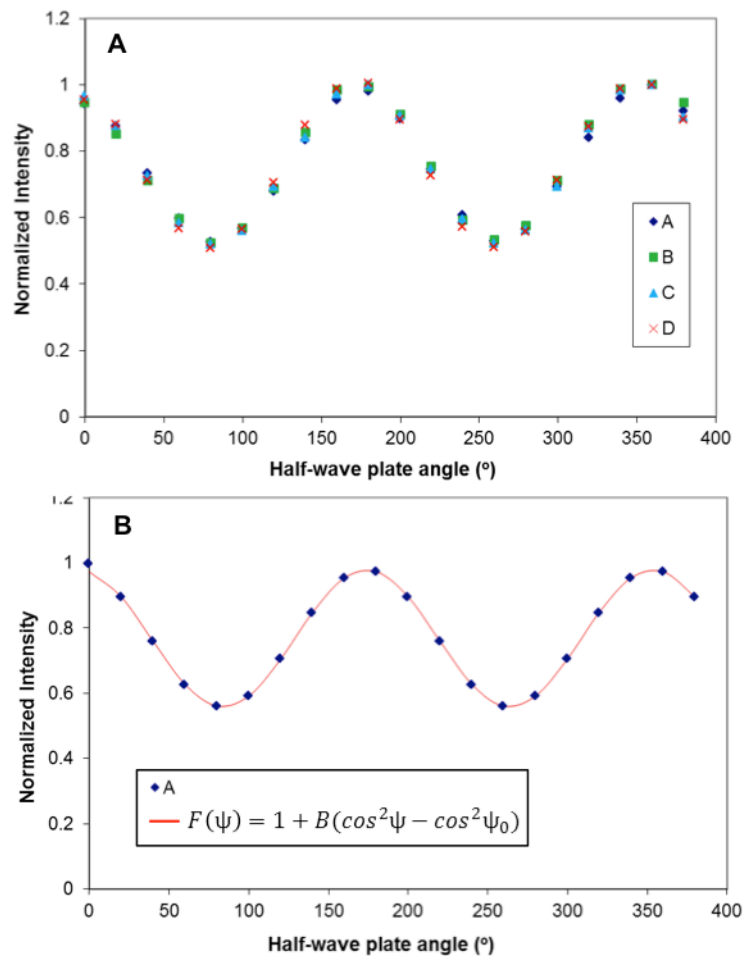 A
1.2
1
0.8
0.6
0.4
0.2
0
Normalized Intensity
A
B
C
D
0 50 100 150 200 250 300 350 400
Half-wave plate angle (o)
B
1.2
1
0.8
0.6
0.4
0.2
0
Normalized Intensity
A
F(ψ) = 1 + B(cos²ψ − cos²ψ₀)
0 50 100 150 200 250 300 350 400
Half-wave plate angle (o)